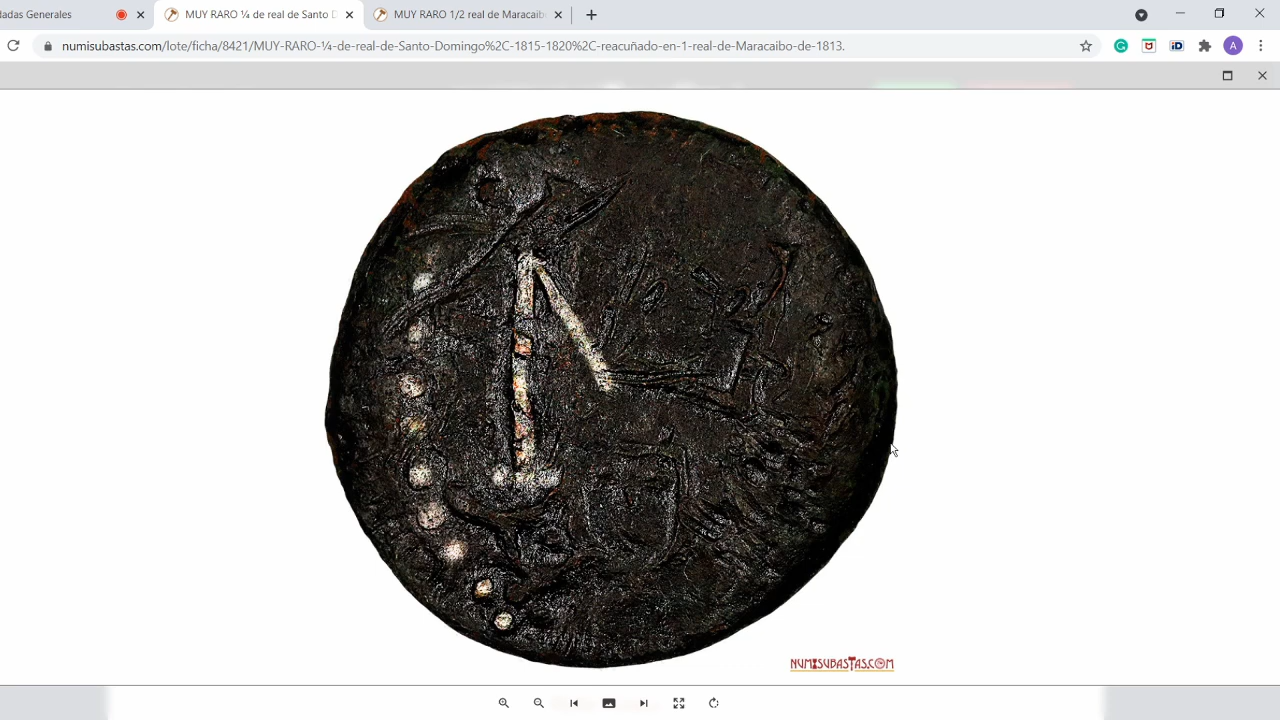 dadas Generales
MUY RARO ¼ de real de Santo D
MUY RARO 1/2 real de Maracaib
numisubastas.com/lote/ficha/8421/MUY-RARO-¼-de-real-de-Santo-Domingo%2C-1815-1820%2C-reacuñado-en-1-real-de-Maracaibo-de-1813.
iD
A
NUMISUBASTAS.COM